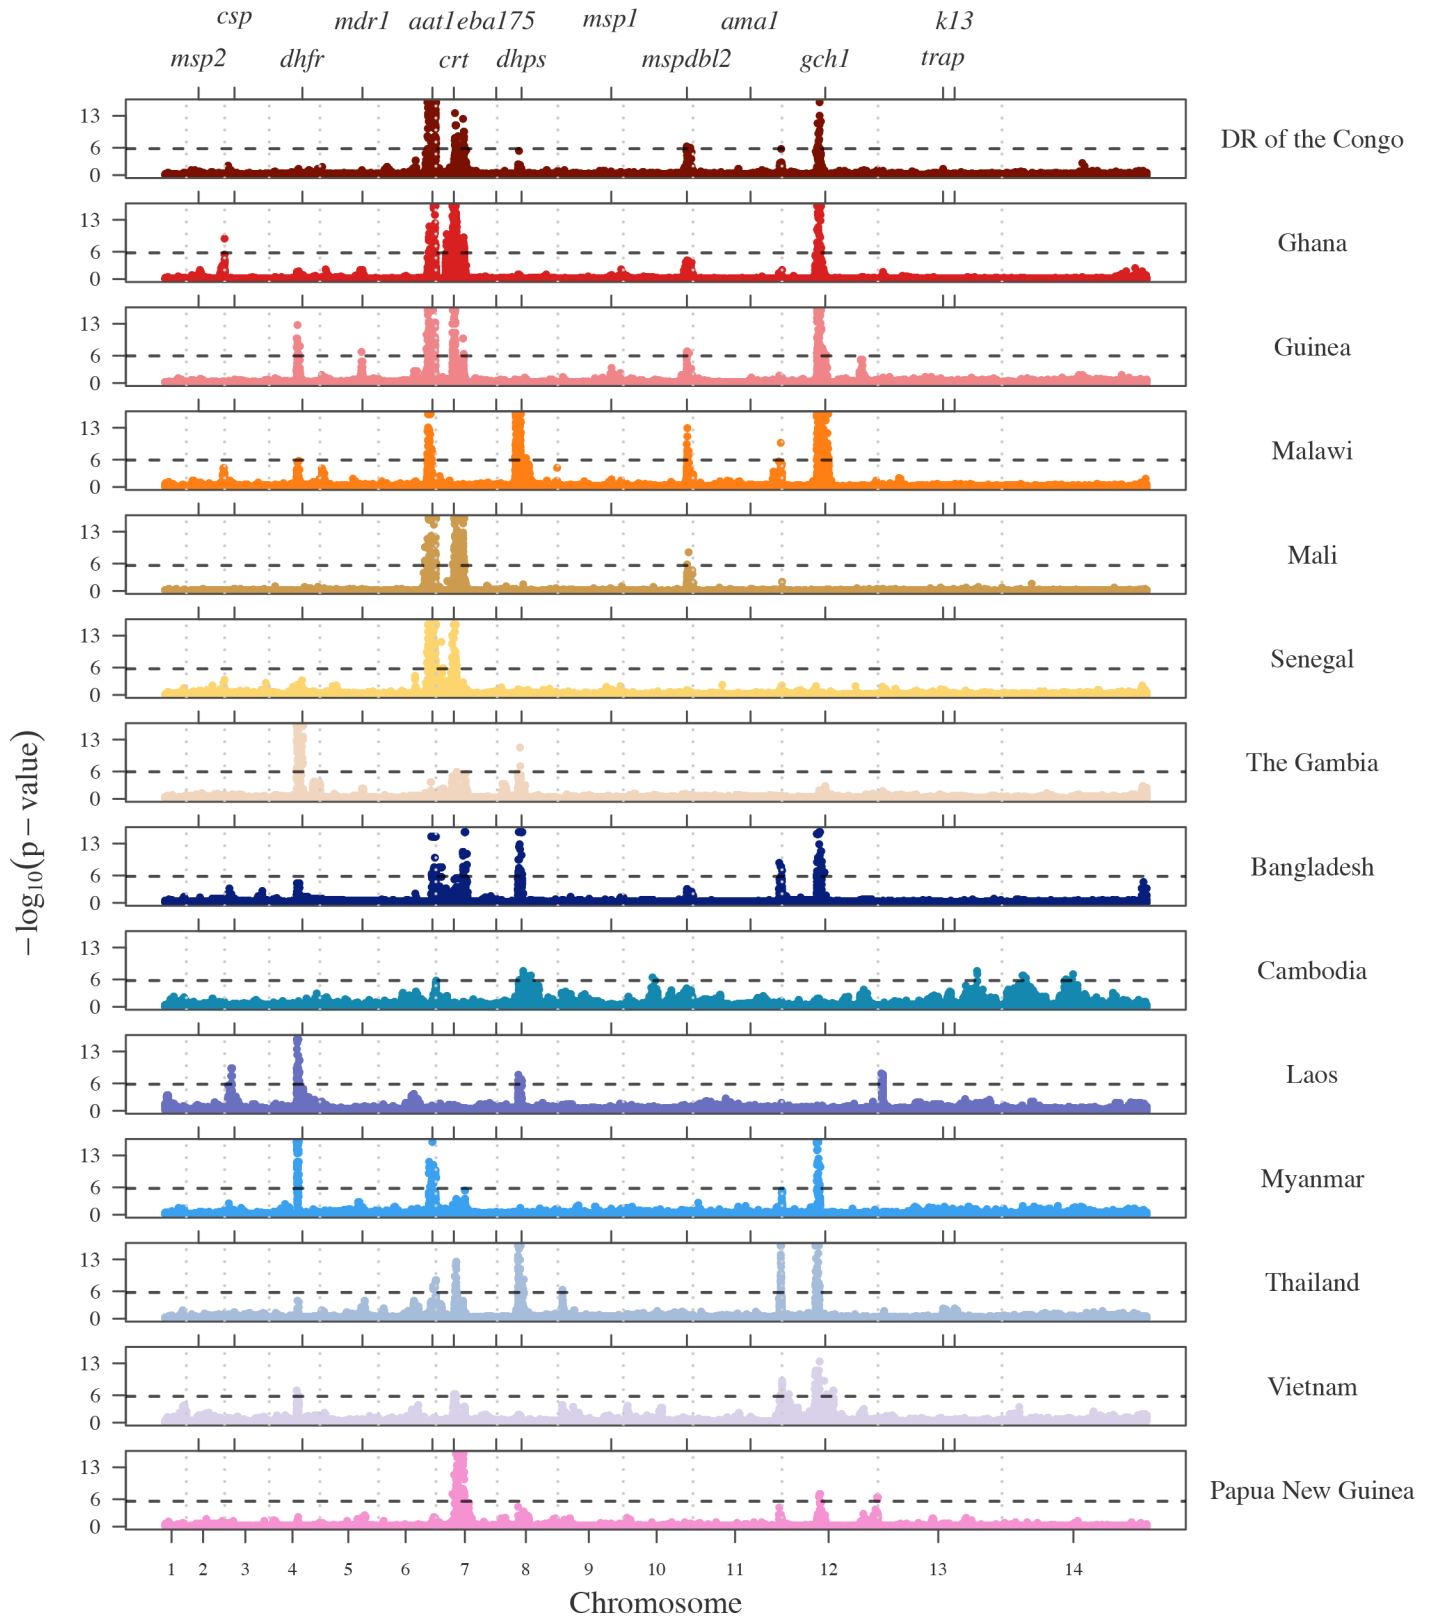 csp mdr1 aat1 eba175 msp1 ama1 k13
msp2 dhfr crt dhps mspdbl2 gch1 trap
13
6
0
DR of the Congo
13
6
0
Ghana
13
6
0
Guinea
13
6
0
Malawi
13
6
0
Mali
13
6
0
Senegal
13
6
0
The Gambia
13
6
0
Bangladesh
13
6
0
Cambodia
13
6
0
Laos
13
6
0
Myanmar
13
6
0
Thailand
13
6
0
Vietnam
13
6
0
Papua New Guinea
−log₁₀(p − value)
1 2 3 4 5 6 7 8 9 10 11 12 13 14
Chromosome